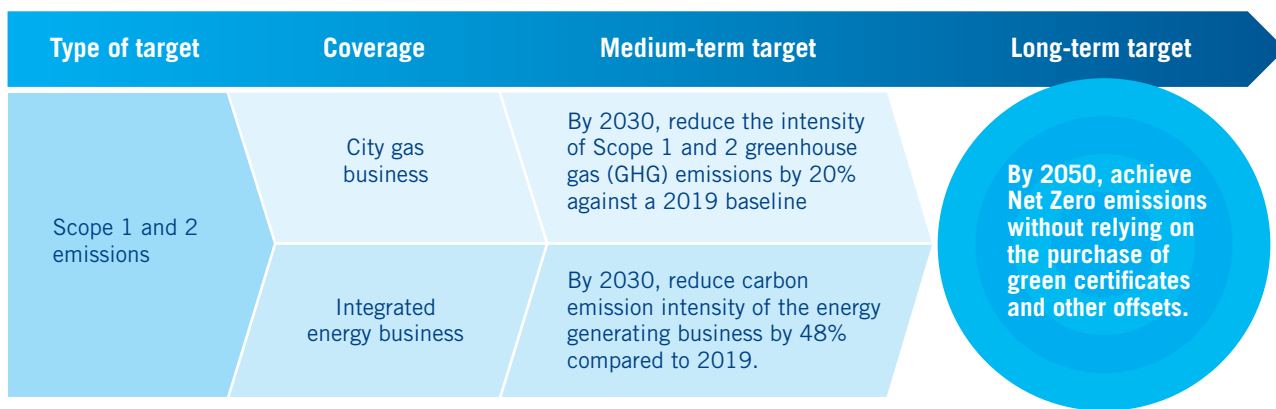 Type of target
Coverage
Medium-term target
Long-term target
Scope 1 and 2
emissions
City gas
business
By 2030, reduce the intensity
of Scope 1 and 2 greenhouse
gas (GHG) emissions by 20%
against a 2019 baseline
Integrated
energy business
By 2030, reduce carbon
emission intensity of the energy
generating business by 48%
compared to 2019.
By 2050, achieve
Net Zero emissions
without relying on
the purchase of
green certificates
and other offsets.